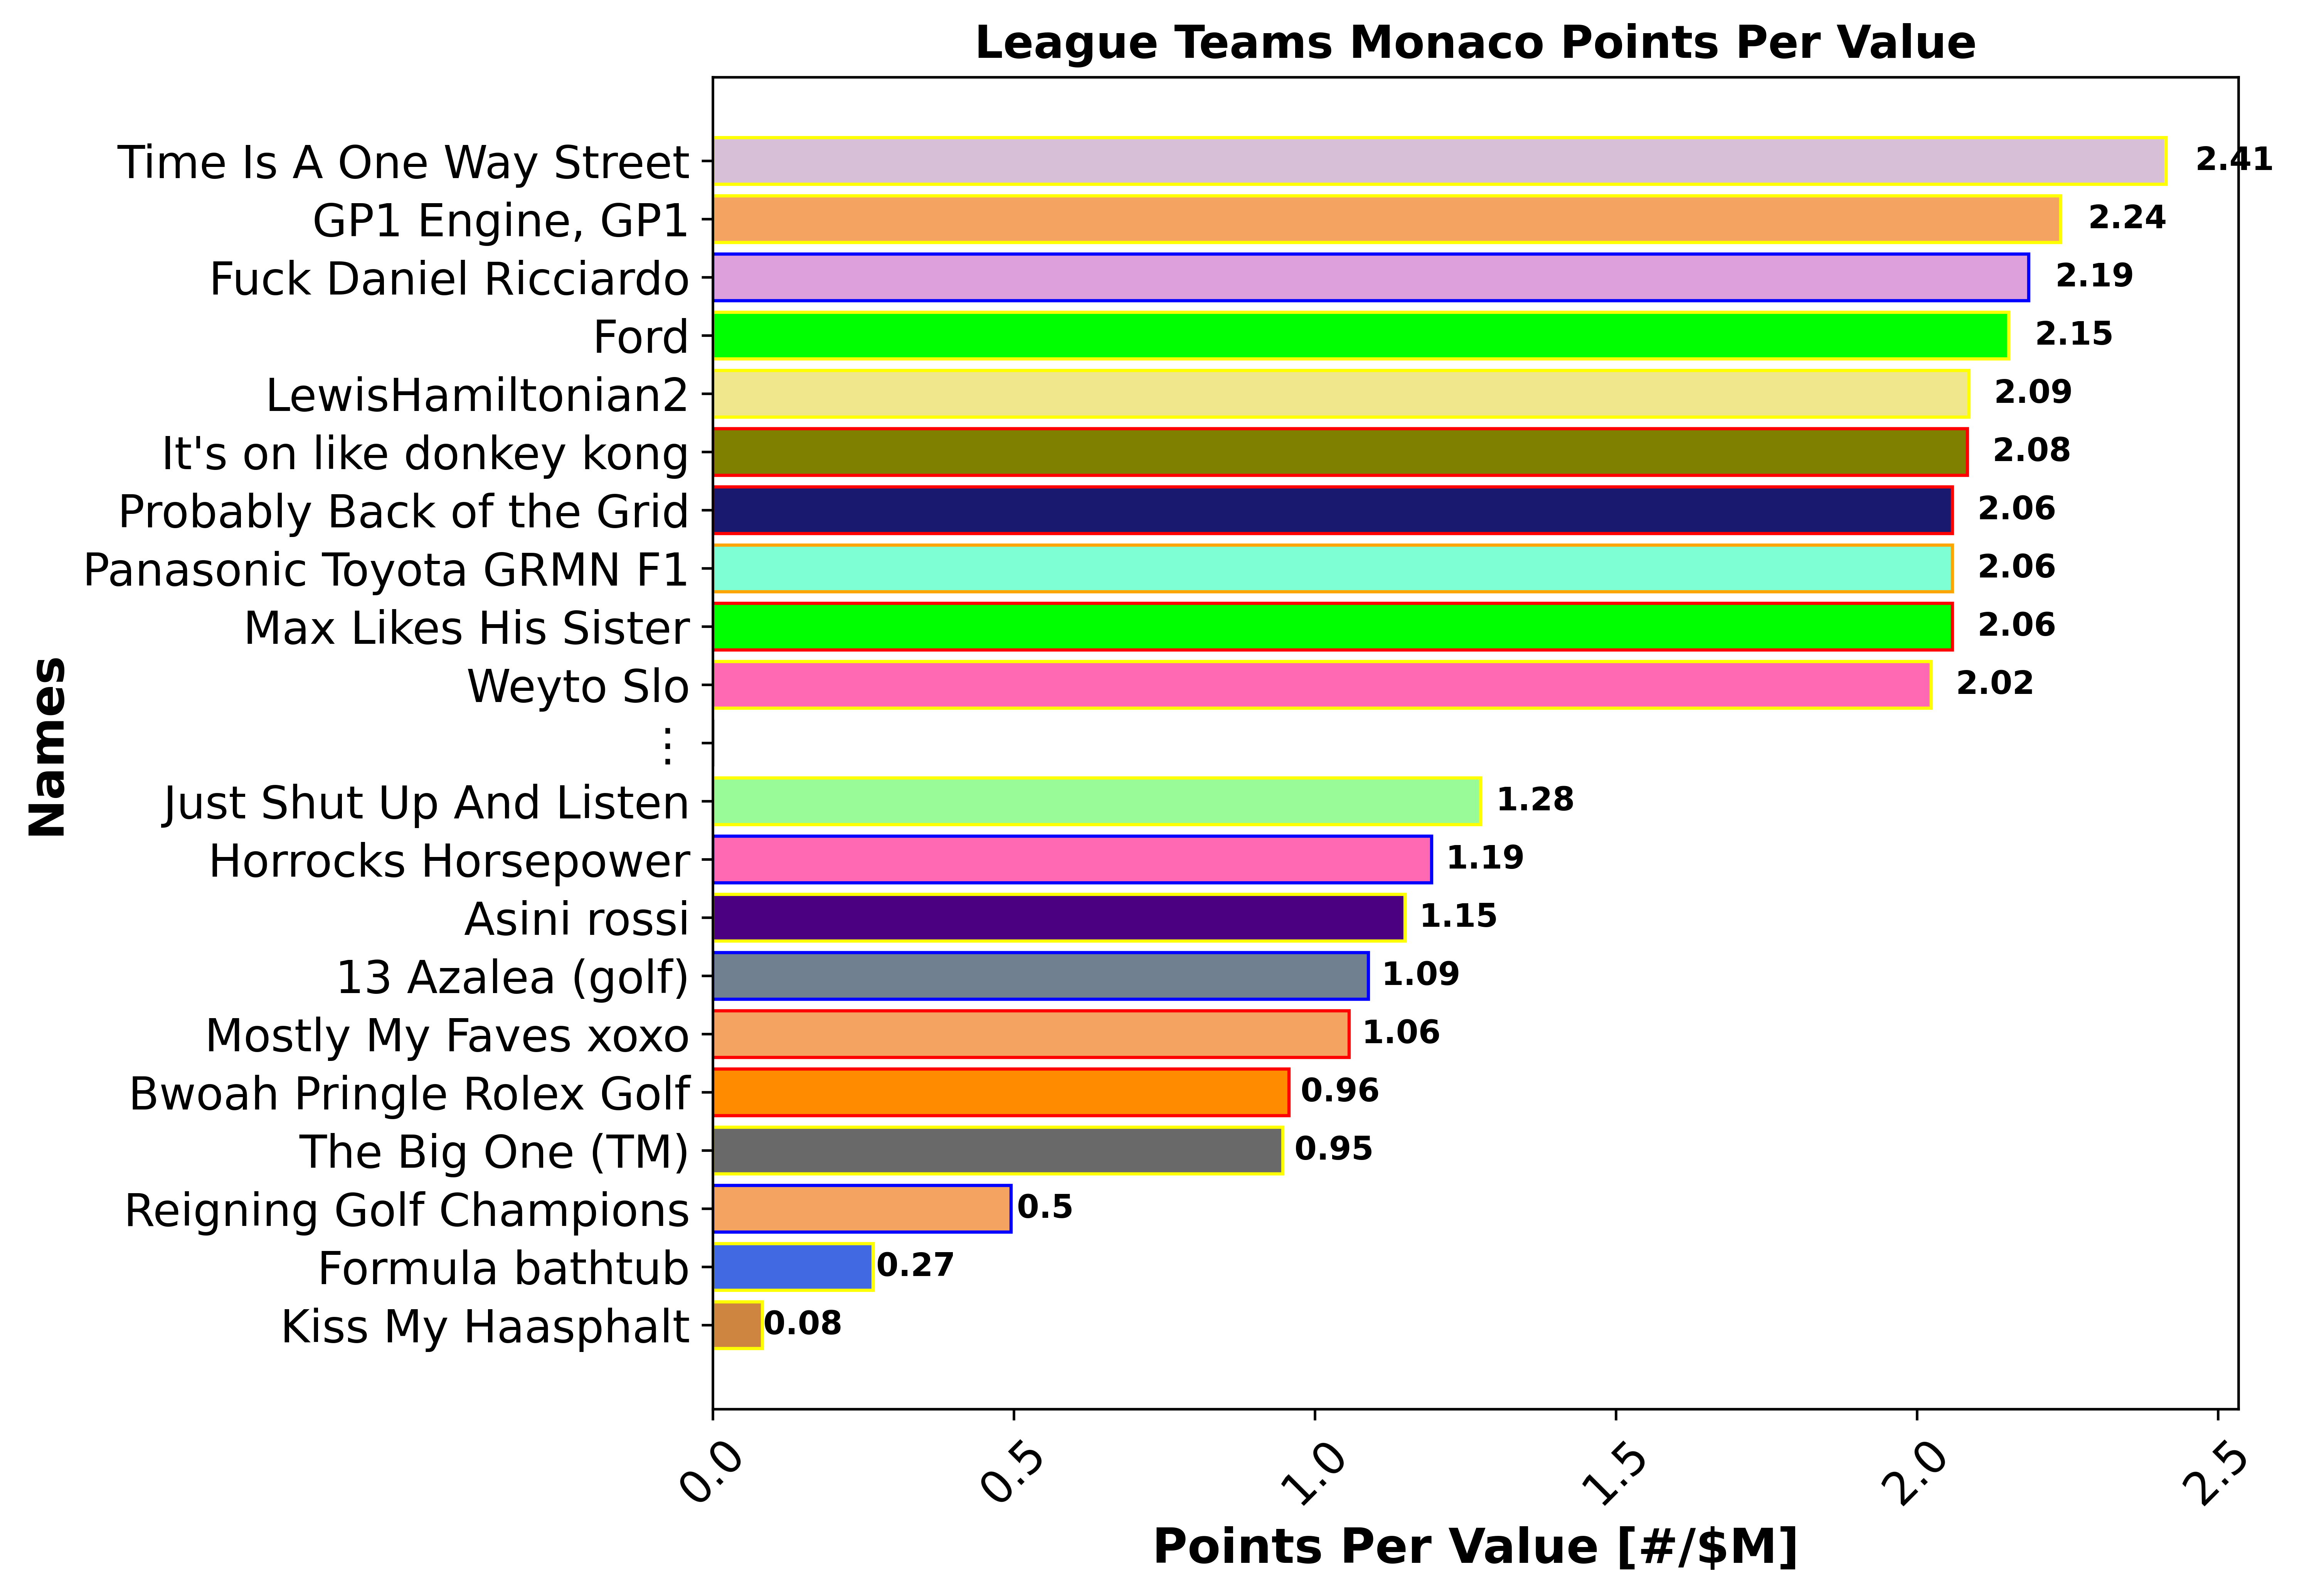 League Teams Monaco Points Per Value
Time Is A One Way Street 2.41
GP1 Engine, GP1 2.24
Fuck Daniel Ricciardo 2.19
Ford 2.15
LewisHamiltonian2 2.09
It's on like donkey kong 2.08
Probably Back of the Grid 2.06
Panasonic Toyota GRMN F1 2.06
Max Likes His Sister 2.06
Weyto Slo 2.02
⋮
Just Shut Up And Listen 1.28
Horrocks Horsepower 1.19
Asini rossi 1.15
13 Azalea (golf) 1.09
Mostly My Faves xoxo 1.06
Bwoah Pringle Rolex Golf 0.96
The Big One (TM) 0.95
Reigning Golf Champions 0.5
Formula bathtub 0.27
Kiss My Haasphalt 0.08
Names
0.0 0.5 1.0 1.5 2.0 2.5
Points Per Value [#/$M]